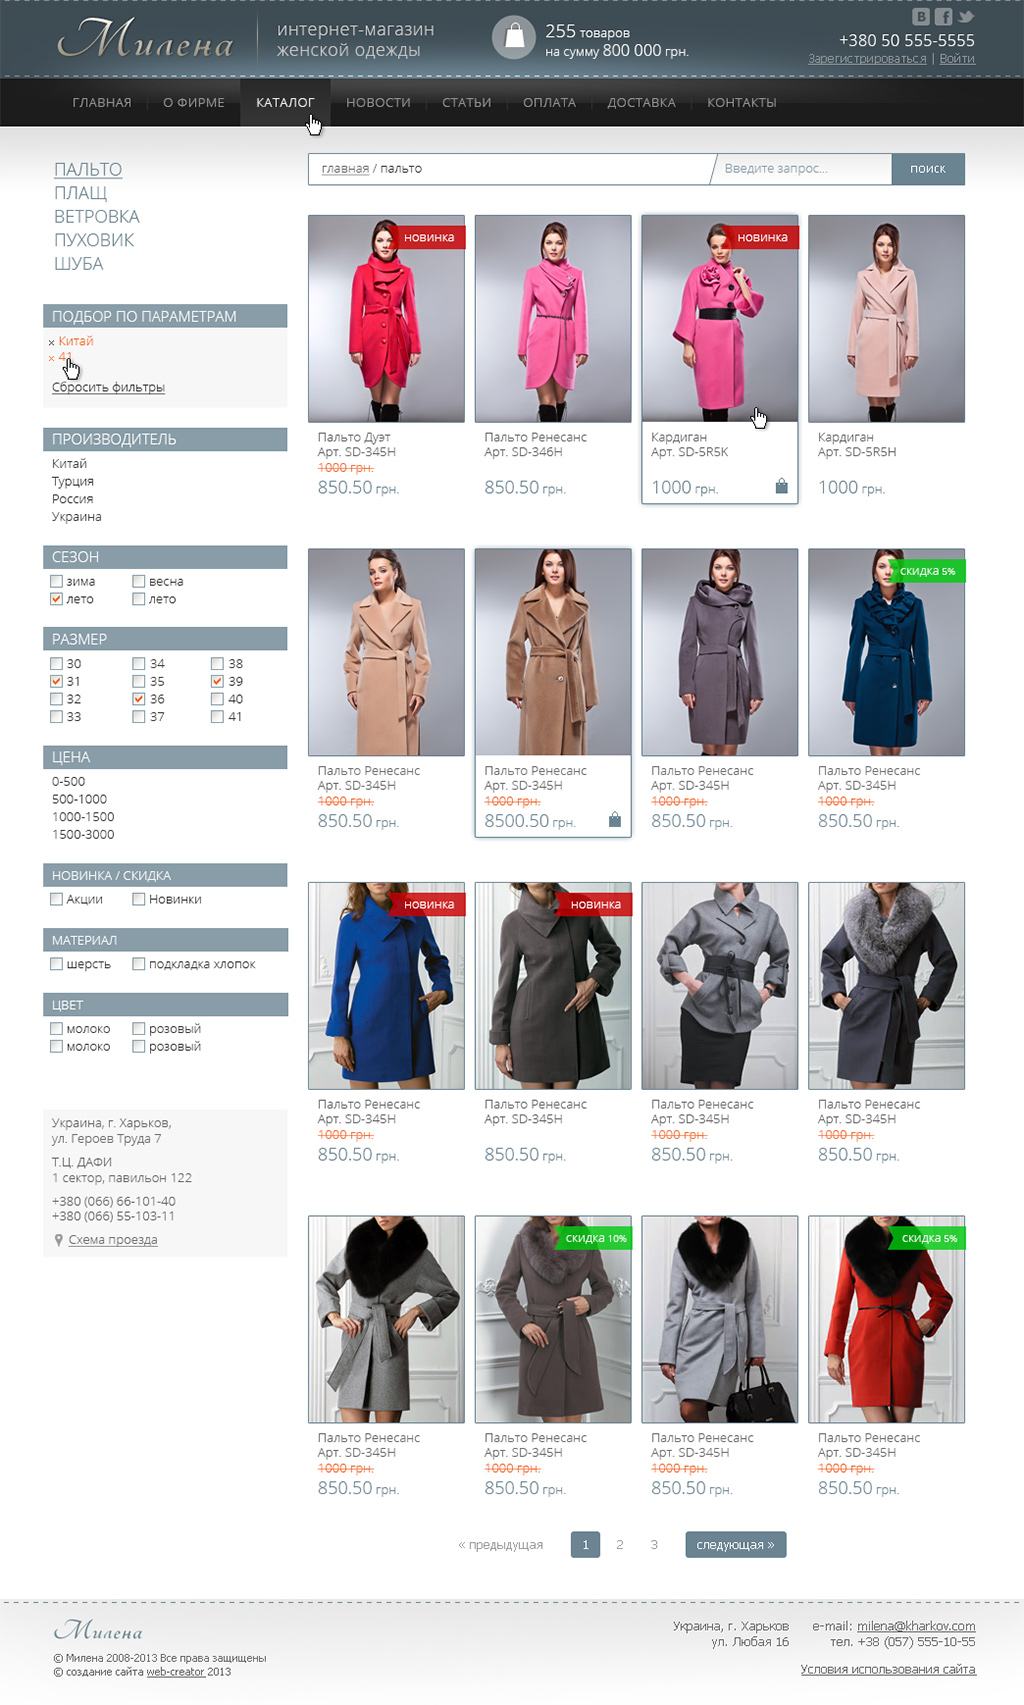 Милена
интернет-магазин
женской одежды
255 товаров
на сумму 800 000 грн.
+380 50 555-5555
Зарегистрироваться | Войти
ГЛАВНАЯ О ФИРМЕ КАТАЛОГ НОВОСТИ СТАТЬИ ОПЛАТА ДОСТАВКА КОНТАКТЫ
ПАЛЬТО
ПЛАЩ
ВЕТРОВКА
ПУХОВИК
ШУБА
ПОДБОР ПО ПАРАМЕТРАМ
× Китай
× 41
Сбросить фильтры
ПРОИЗВОДИТЕЛЬ
Китай
Турция
Россия
Украина
СЕЗОН
зима весна
лето лето
РАЗМЕР
30 34 38
31 35 39
32 36 40
33 37 41
ЦЕНА
0-500
500-1000
1000-1500
1500-3000
НОВИНКА / СКИДКА
Акции Новинки
МАТЕРИАЛ
шерсть подкладка хлопок
ЦВЕТ
молоко розовый
молоко розовый
Украина, г. Харьков,
ул. Героев Труда 7
Т.Ц. ДАФИ
1 сектор, павильон 122
+380 (066) 66-101-40
+380 (066) 55-103-11
Схема проезда
главная / пальто Введите запрос... поиск
новинка новинка
Пальто Дуэт Пальто Ренесанс Кардиган Кардиган
Арт. SD-345H Арт. SD-346H Арт. SD-5R5K Арт. SD-5R5H
1000 грн.
850.50 грн. 850.50 грн. 1000 грн. 1000 грн.
скидка 5%
Пальто Ренесанс Пальто Ренесанс Пальто Ренесанс Пальто Ренесанс
Арт. SD-345H Арт. SD-345H Арт. SD-345H Арт. SD-345H
1000 грн. 1000 грн. 1000 грн. 1000 грн.
850.50 грн. 8500.50 грн. 850.50 грн. 850.50 грн.
новинка новинка
Пальто Ренесанс Пальто Ренесанс Пальто Ренесанс Пальто Ренесанс
Арт. SD-345H Арт. SD-345H Арт. SD-345H Арт. SD-345H
1000 грн. 1000 грн. 1000 грн.
850.50 грн. 850.50 грн. 850.50 грн. 850.50 грн.
скидка 10% скидка 5%
Пальто Ренесанс Пальто Ренесанс Пальто Ренесанс Пальто Ренесанс
Арт. SD-345H Арт. SD-345H Арт. SD-345H Арт. SD-345H
1000 грн. 1000 грн. 1000 грн. 1000 грн.
850.50 грн. 850.50 грн. 850.50 грн. 850.50 грн.
« предыдущая 1 2 3 следующая »
Милена
© Милена 2008-2013 Все права защищены
© создание сайта web-creator 2013
Украина, г. Харьков
ул. Любая 16
e-mail: milena@kharkov.com
тел. +38 (057) 555-10-55
Условия использования сайта